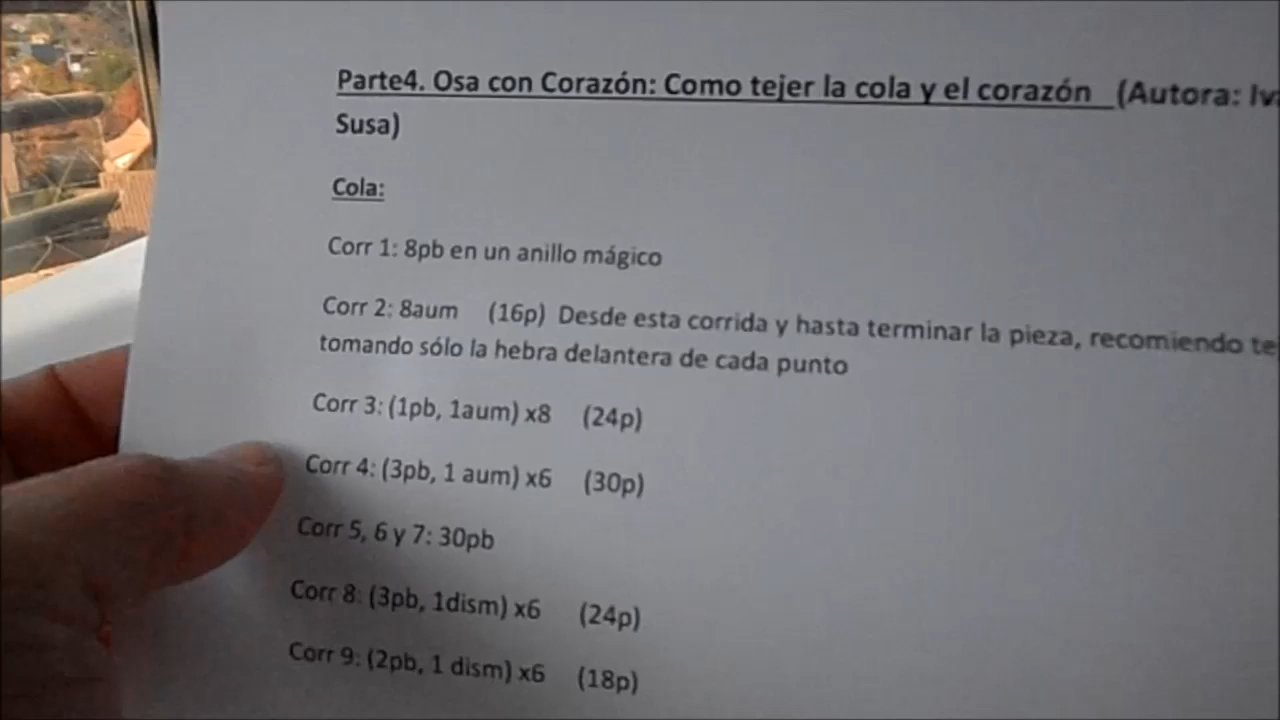 Parte4. Osa con Corazón: Como tejer la cola y el corazón (Autora:
Susa)
Cola:
Corr 1: 8pb en un anillo mágico
Corr 2: 8aum (16p) Desde esta corrida y hasta terminar la pieza, recomiendo
tomando sólo la hebra delantera de cada punto
Corr 3: (1pb, 1aum) x8 (24p)
Corr 4: (3pb, 1 aum) x6 (30p)
Corr 5, 6 y 7: 30pb
Corr 8: (3pb, 1dism) x6 (24p)
Corr 9: (2pb, 1 dism) x6 (18p)